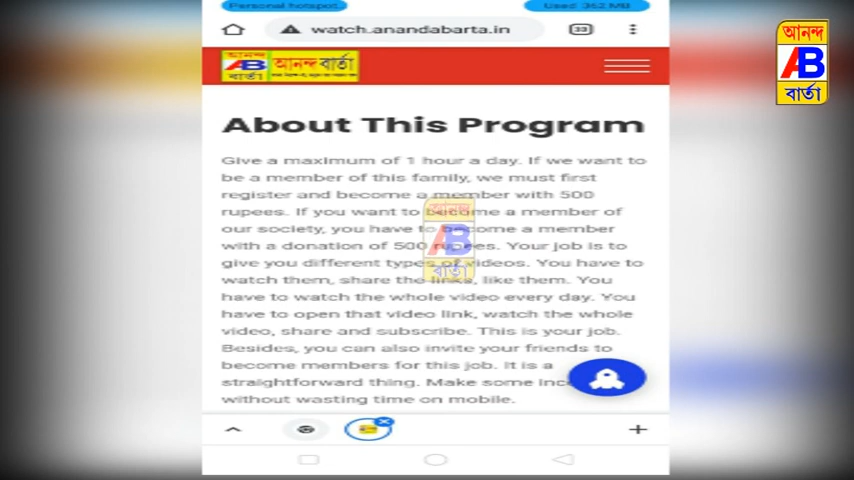 Personal hotspot
Used 362 MB
watch.anandabarta.in
33
আনন্দ
AB
বার্তা
আনন্দ বার্তা
আনন্দ
AB
বার্তা
About This Program
Give a maximum of 1 hour a day. If we want to
be a member of this family, we must first
register and become a member with 500
rupees. If you want to become a member of
our society, you have to become a member
with a donation of 500 rupees. Your job is to
give you different types of videos. You have to
watch them, share the links, like them. You
have to watch the whole video every day. You
have to open that video link, watch the whole
video, share and subscribe. This is your job.
Besides, you can also invite your friends to
become members for this job. It is a
straightforward thing. Make some
without wasting time on mobile.
আনন্দ
AB
বার্তা